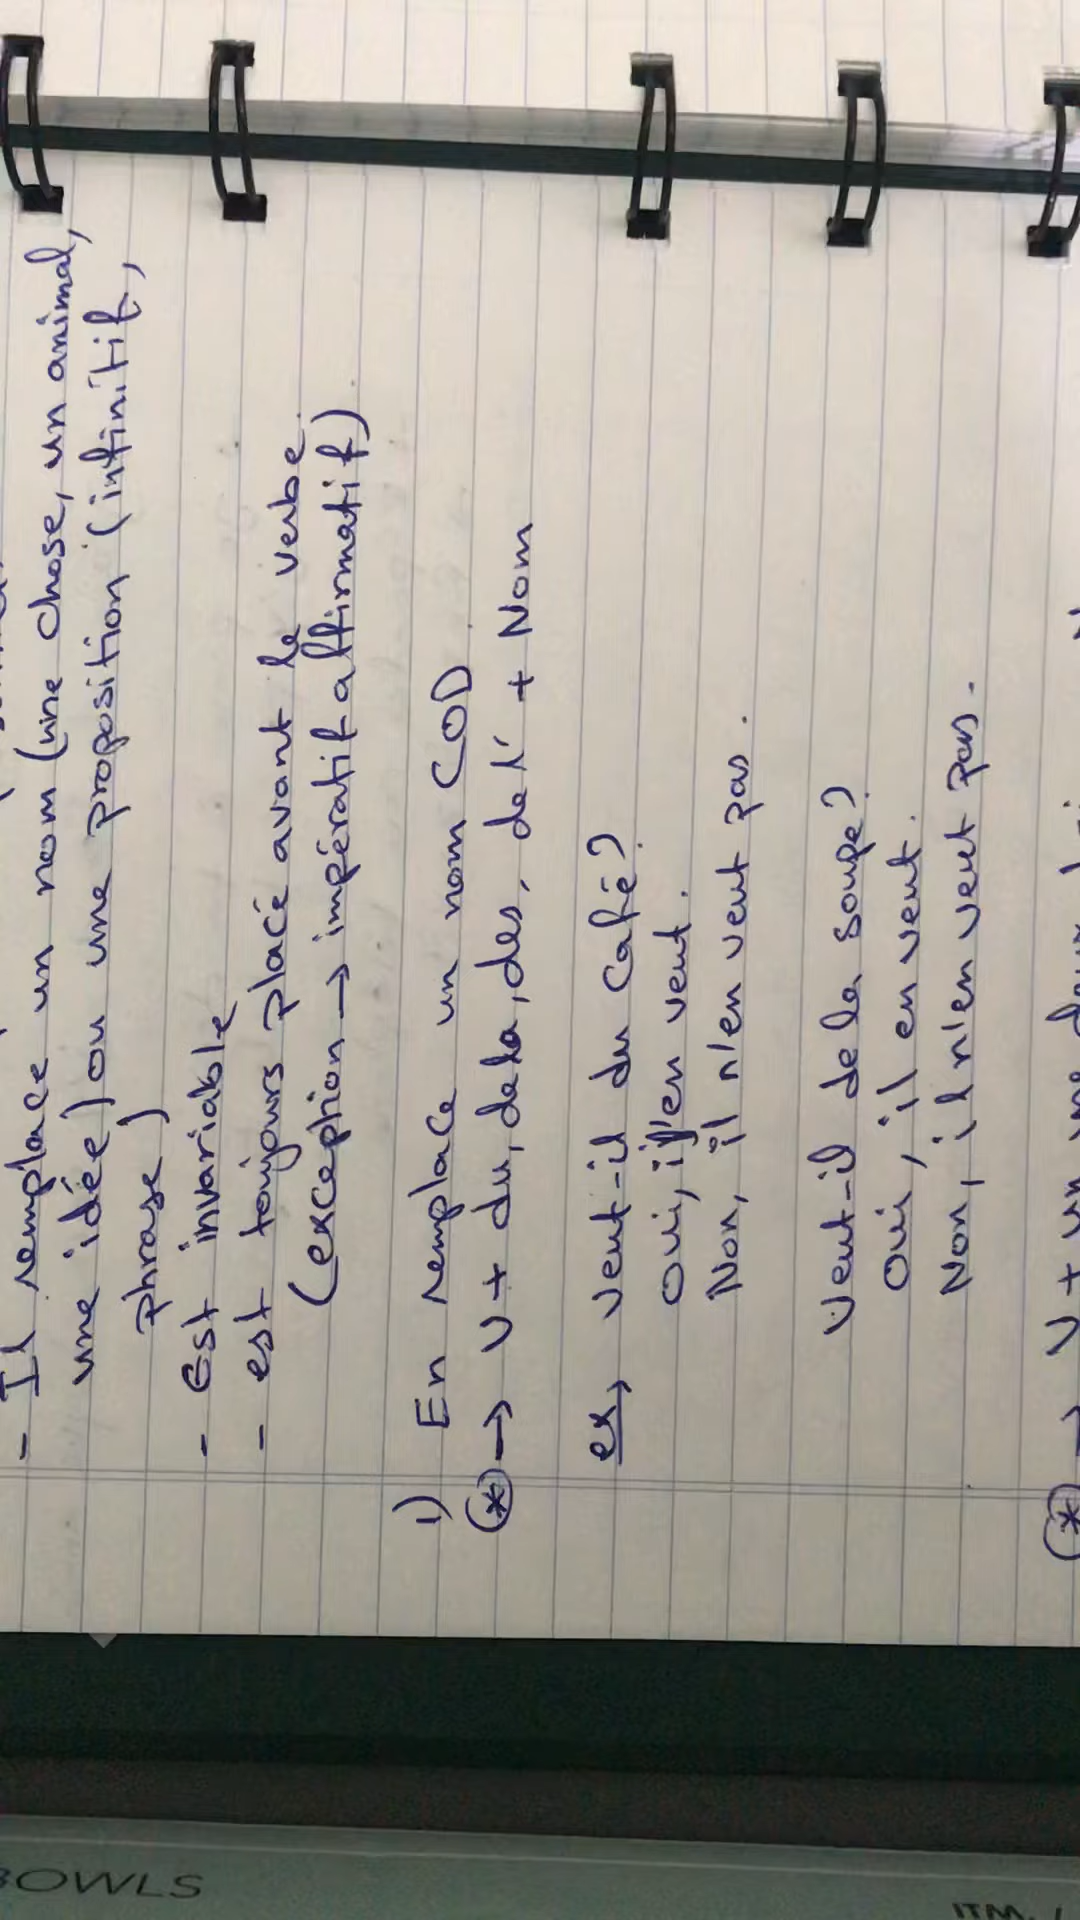 - Il remplace un nom (une chose, un animal,
une idée) ou une proposition (infinitif,
phrase)
- Est invariable
- est toujours placé avant le verbe.
(exception → impératif affirmatif)
1) En remplace un nom COD
(*) → V + du, de la, des, de l' + Nom
ex, Veut-il du café?
Oui, il en veut.
Non, il n'en veut pas.
Veut-il de la soupe?
Oui, il en veut.
Non, il n'en veut pas.
(*) → V + un, une
BOWLS
ITM.